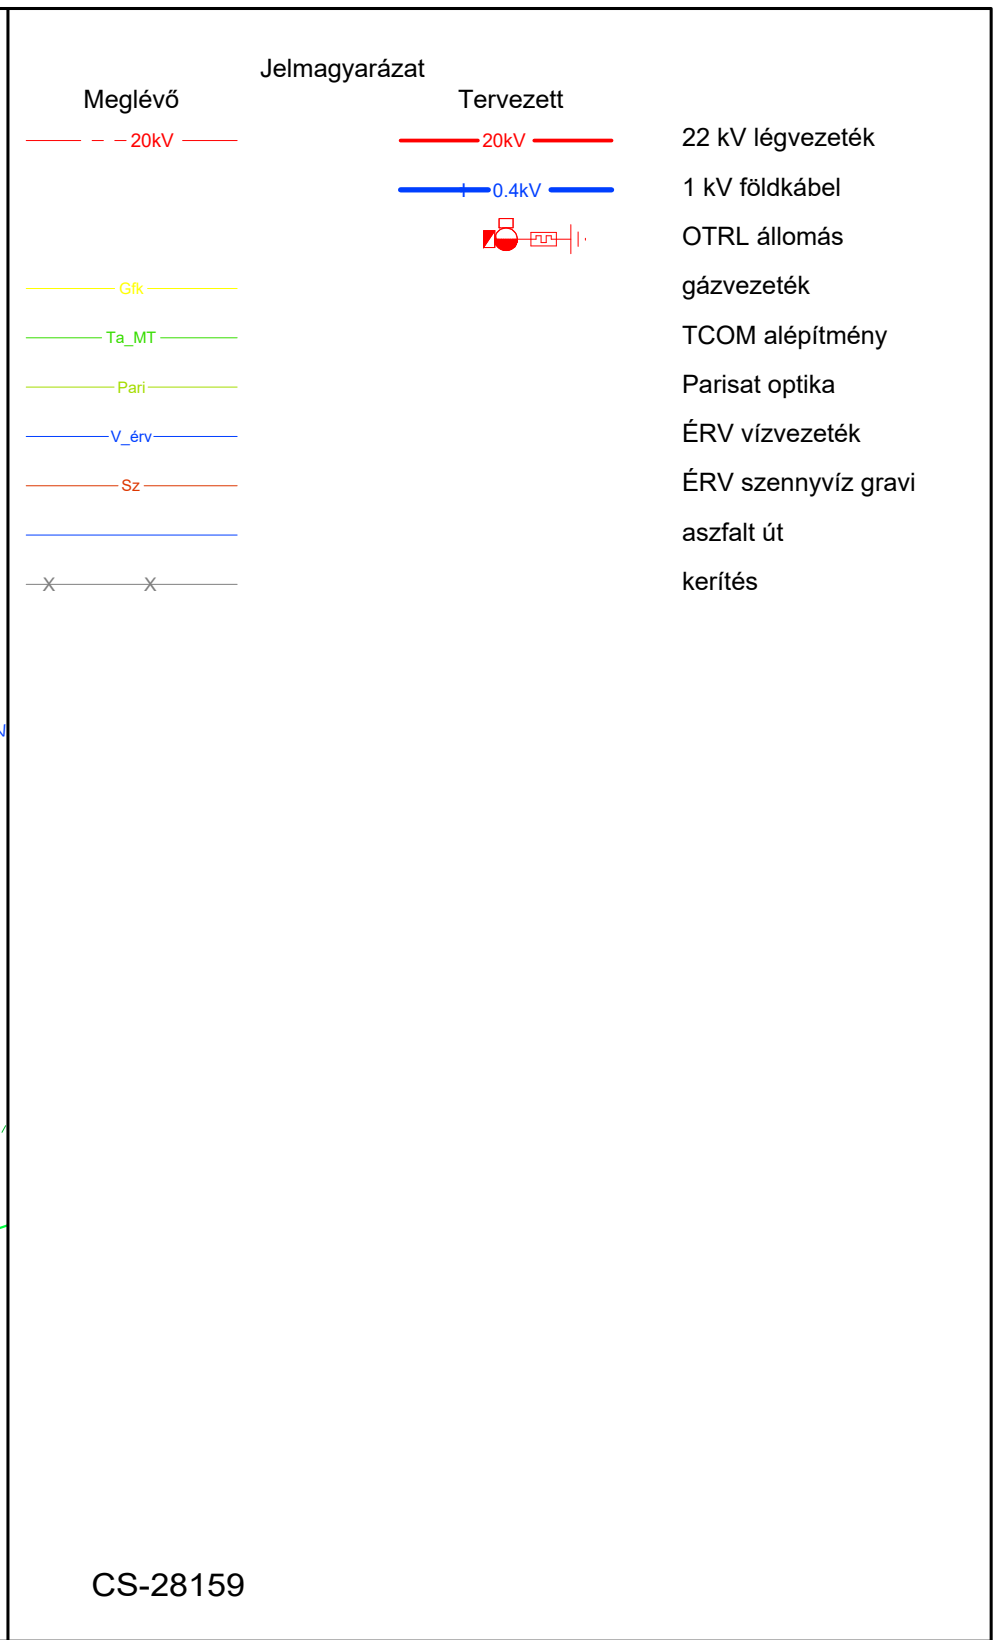 Jelmagyarázat
Meglévő Tervezett
20kV 20kV 22 kV légvezeték
0.4kV 1 kV földkábel
OTRL állomás
Gfk gázvezeték
Ta_MT TCOM alépítmény
Pari Parisat optika
V_érv ÉRV vízvezeték
Sz ÉRV szennyvíz gravi
aszfalt út
X X kerítés
CS-28159